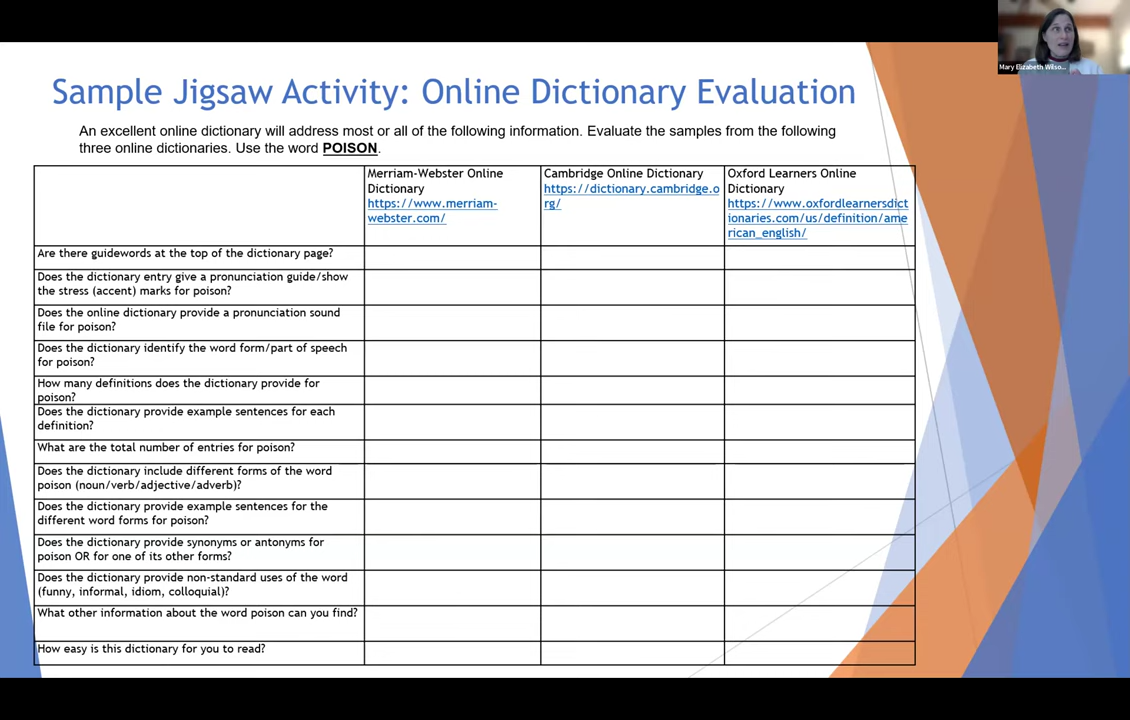 Mary Elizabeth Wilso...
Sample Jigsaw Activity: Online Dictionary Evaluation
An excellent online dictionary will address most or all of the following information. Evaluate the samples from the following
three online dictionaries. Use the word POISON.
Merriam-Webster Online
Dictionary
https://www.merriam-
webster.com/
Cambridge Online Dictionary
https://dictionary.cambridge.o
rg/
Oxford Learners Online
Dictionary
https://www.oxfordlearnersdict
ionaries.com/us/definition/ame
rican_english/
Are there guidewords at the top of the dictionary page?
Does the dictionary entry give a pronunciation guide/show
the stress (accent) marks for poison?
Does the online dictionary provide a pronunciation sound
file for poison?
Does the dictionary identify the word form/part of speech
for poison?
How many definitions does the dictionary provide for
poison?
Does the dictionary provide example sentences for each
definition?
What are the total number of entries for poison?
Does the dictionary include different forms of the word
poison (noun/verb/adjective/adverb)?
Does the dictionary provide example sentences for the
different word forms for poison?
Does the dictionary provide synonyms or antonyms for
poison OR for one of its other forms?
Does the dictionary provide non-standard uses of the word
(funny, informal, idiom, colloquial)?
What other information about the word poison can you find?
How easy is this dictionary for you to read?